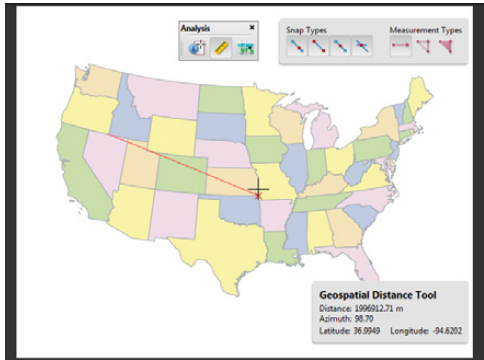 Analysis x
Snap Types
Measurement Types
Geospatial Distance Tool
Distance: 1996912.71 m
Azimuth: 98.70
Latitude: 36.9949 Longitude: -94.6202